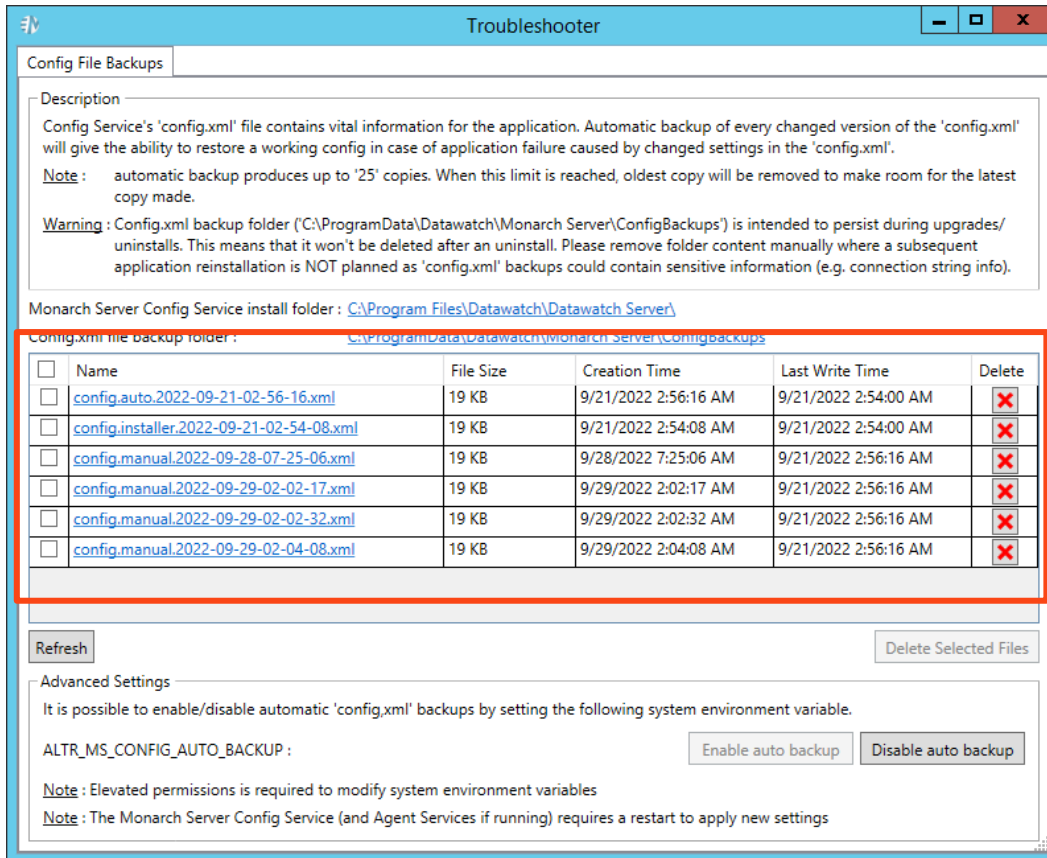 Troubleshooter
Config File Backups
Description
Config Service's 'config.xml' file contains vital information for the application. Automatic backup of every changed version of the 'config.xml'
will give the ability to restore a working config in case of application failure caused by changed settings in the 'config.xml'.
Note : automatic backup produces up to '25' copies. When this limit is reached, oldest copy will be removed to make room for the latest
copy made.
Warning : Config.xml backup folder ('C:\ProgramData\Datawatch\Monarch Server\ConfigBackups') is intended to persist during upgrades/
uninstalls. This means that it won't be deleted after an uninstall. Please remove folder content manually where a subsequent
application reinstallation is NOT planned as 'config.xml' backups could contain sensitive information (e.g. connection string info).
Monarch Server Config Service install folder : C:\Program Files\Datawatch\Datawatch Server\
Config.xml file backup folder : C:\ProgramData\Datawatch\Monarch Server\ConfigBackups
Name File Size Creation Time Last Write Time Delete
config.auto.2022-09-21-02-56-16.xml 19 KB 9/21/2022 2:56:16 AM 9/21/2022 2:54:00 AM
config.installer.2022-09-21-02-54-08.xml 19 KB 9/21/2022 2:54:08 AM 9/21/2022 2:54:00 AM
config.manual.2022-09-28-07-25-06.xml 19 KB 9/28/2022 7:25:06 AM 9/21/2022 2:56:16 AM
config.manual.2022-09-29-02-02-17.xml 19 KB 9/29/2022 2:02:17 AM 9/21/2022 2:56:16 AM
config.manual.2022-09-29-02-02-32.xml 19 KB 9/29/2022 2:02:32 AM 9/21/2022 2:56:16 AM
config.manual.2022-09-29-02-04-08.xml 19 KB 9/29/2022 2:04:08 AM 9/21/2022 2:56:16 AM
Refresh Delete Selected Files
Advanced Settings
It is possible to enable/disable automatic 'config,xml' backups by setting the following system environment variable.
ALTR_MS_CONFIG_AUTO_BACKUP : Enable auto backup Disable auto backup
Note : Elevated permissions is required to modify system environment variables
Note : The Monarch Server Config Service (and Agent Services if running) requires a restart to apply new settings